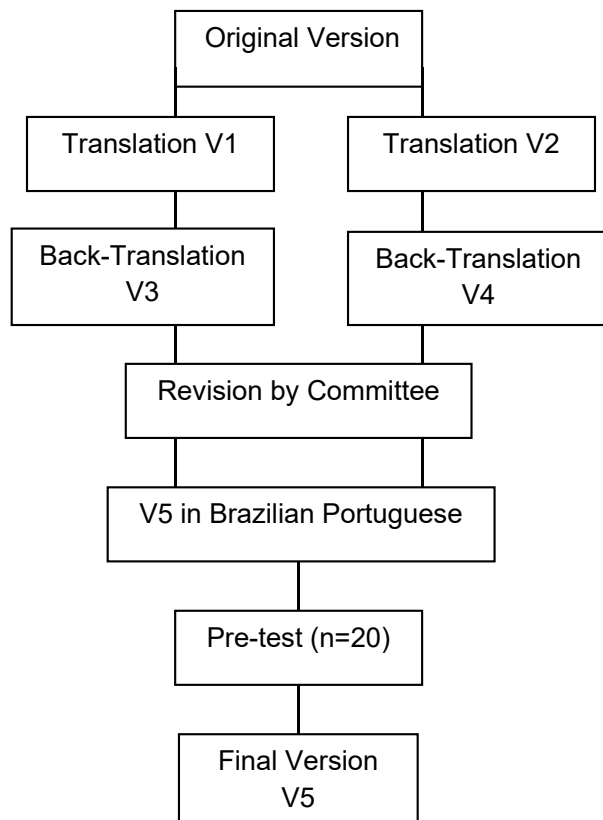 Original Version
Translation V1
Translation V2
Back-Translation
V3
Back-Translation
V4
Revision by Committee
V5 in Brazilian Portuguese
Pre-test (n=20)
Final Version
V5